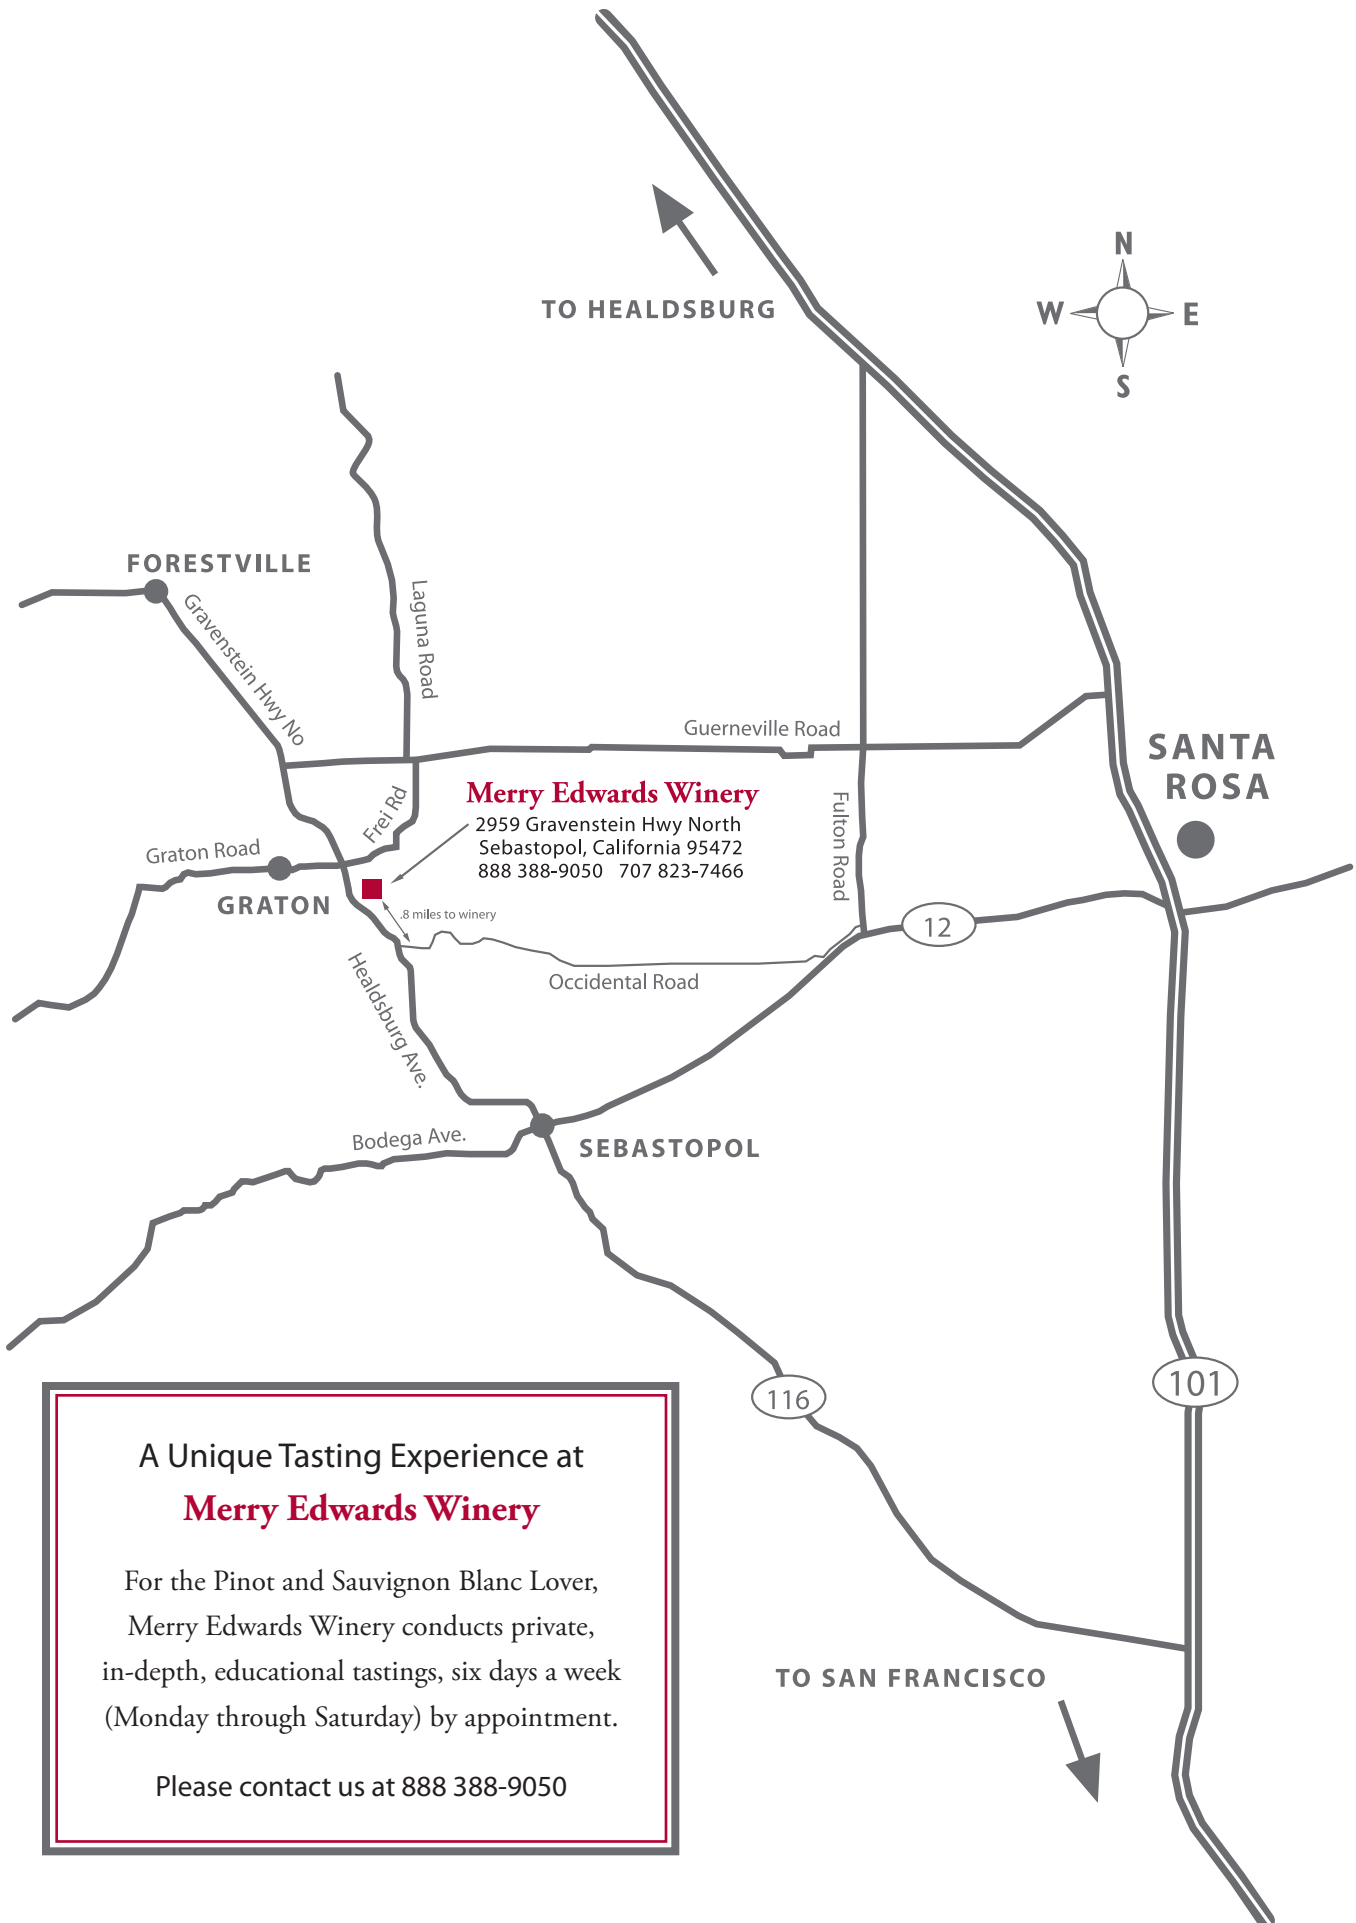 N
W
E
S
TO HEALDSBURG
FORESTVILLE
Gravenstein Hwy No
Laguna Road
Guerneville Road
SANTA
ROSA
Merry Edwards Winery
2959 Gravenstein Hwy North
Sebastopol, California 95472
888 388-9050 707 823-7466
Frei Rd
Fulton Road
Graton Road
GRATON
.8 miles to winery
12
Occidental Road
Healdsburg Ave.
Bodega Ave.
SEBASTOPOL
116
101
A Unique Tasting Experience at
Merry Edwards Winery
For the Pinot and Sauvignon Blanc Lover,
Merry Edwards Winery conducts private,
in-depth, educational tastings, six days a week
(Monday through Saturday) by appointment.
Please contact us at 888 388-9050
TO SAN FRANCISCO